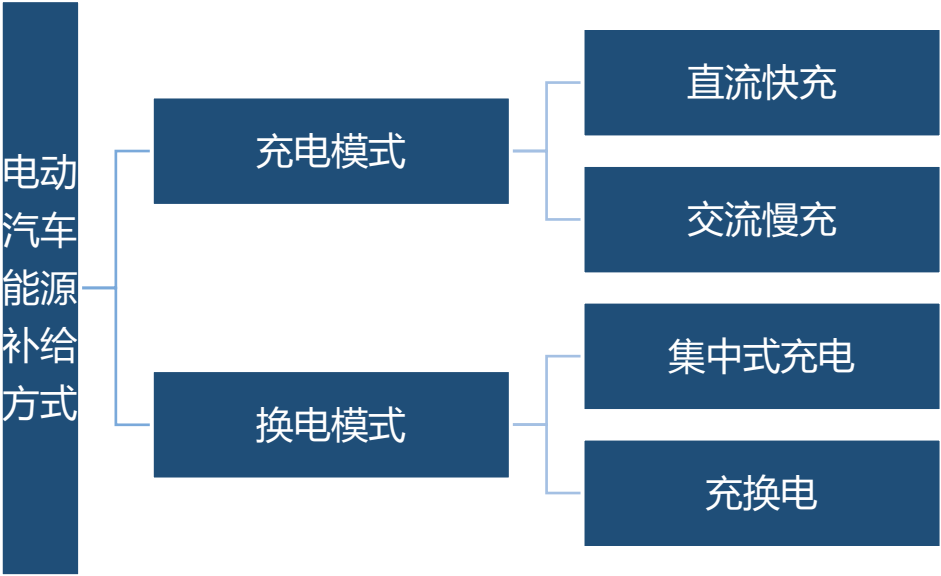 电动
汽车
能源
补给
方式
充电模式
直流快充
交流慢充
换电模式
集中式充电
充换电